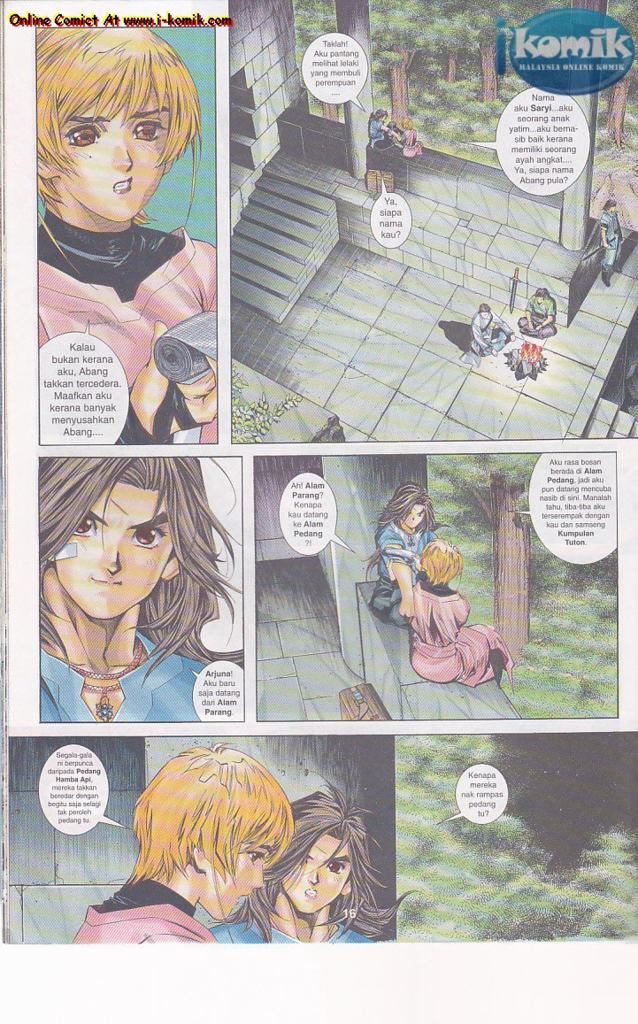 Online Comict At www.i-komik.com
ikomik
MALAYSIA ONLINE KOMIK
Kalau
bukan kerana
aku, Abang
takkan tercedera.
Maafkan aku
kerana banyak
menyusahkan
Abang....
Taklah!
Aku pantang
melihat lelaki
yang membuli
perempuan
....
Nama
aku Saryi...aku
seorang anak
yatim...aku berna-
sib baik kerana
memiliki seorang
ayah angkat....
Ya, siapa nama
Abang pula?
Ya,
siapa
nama
kau?
Arjuna!
Aku baru
saja datang
dari Alam
Parang.
Ah! Alam
Parang?
Kenapa
kau datang
ke Alam
Pedang
?!
Aku rasa bosan
berada di Alam
Pedang, jadi aku
pun datang mencuba
nasib di sini. Manalah
tahu, tiba-tiba aku
terserempak dengan
kau dan samseng
Kumpulan
Tuton.
Segala-gala
ni berpunca
daripada Pedang
Hamba Api,
mereka takkan
beredar dengan
begitu saja selagi
tak peroleh
pedang tu.
Kenapa
mereka
nak rampas
pedang
tu?
16